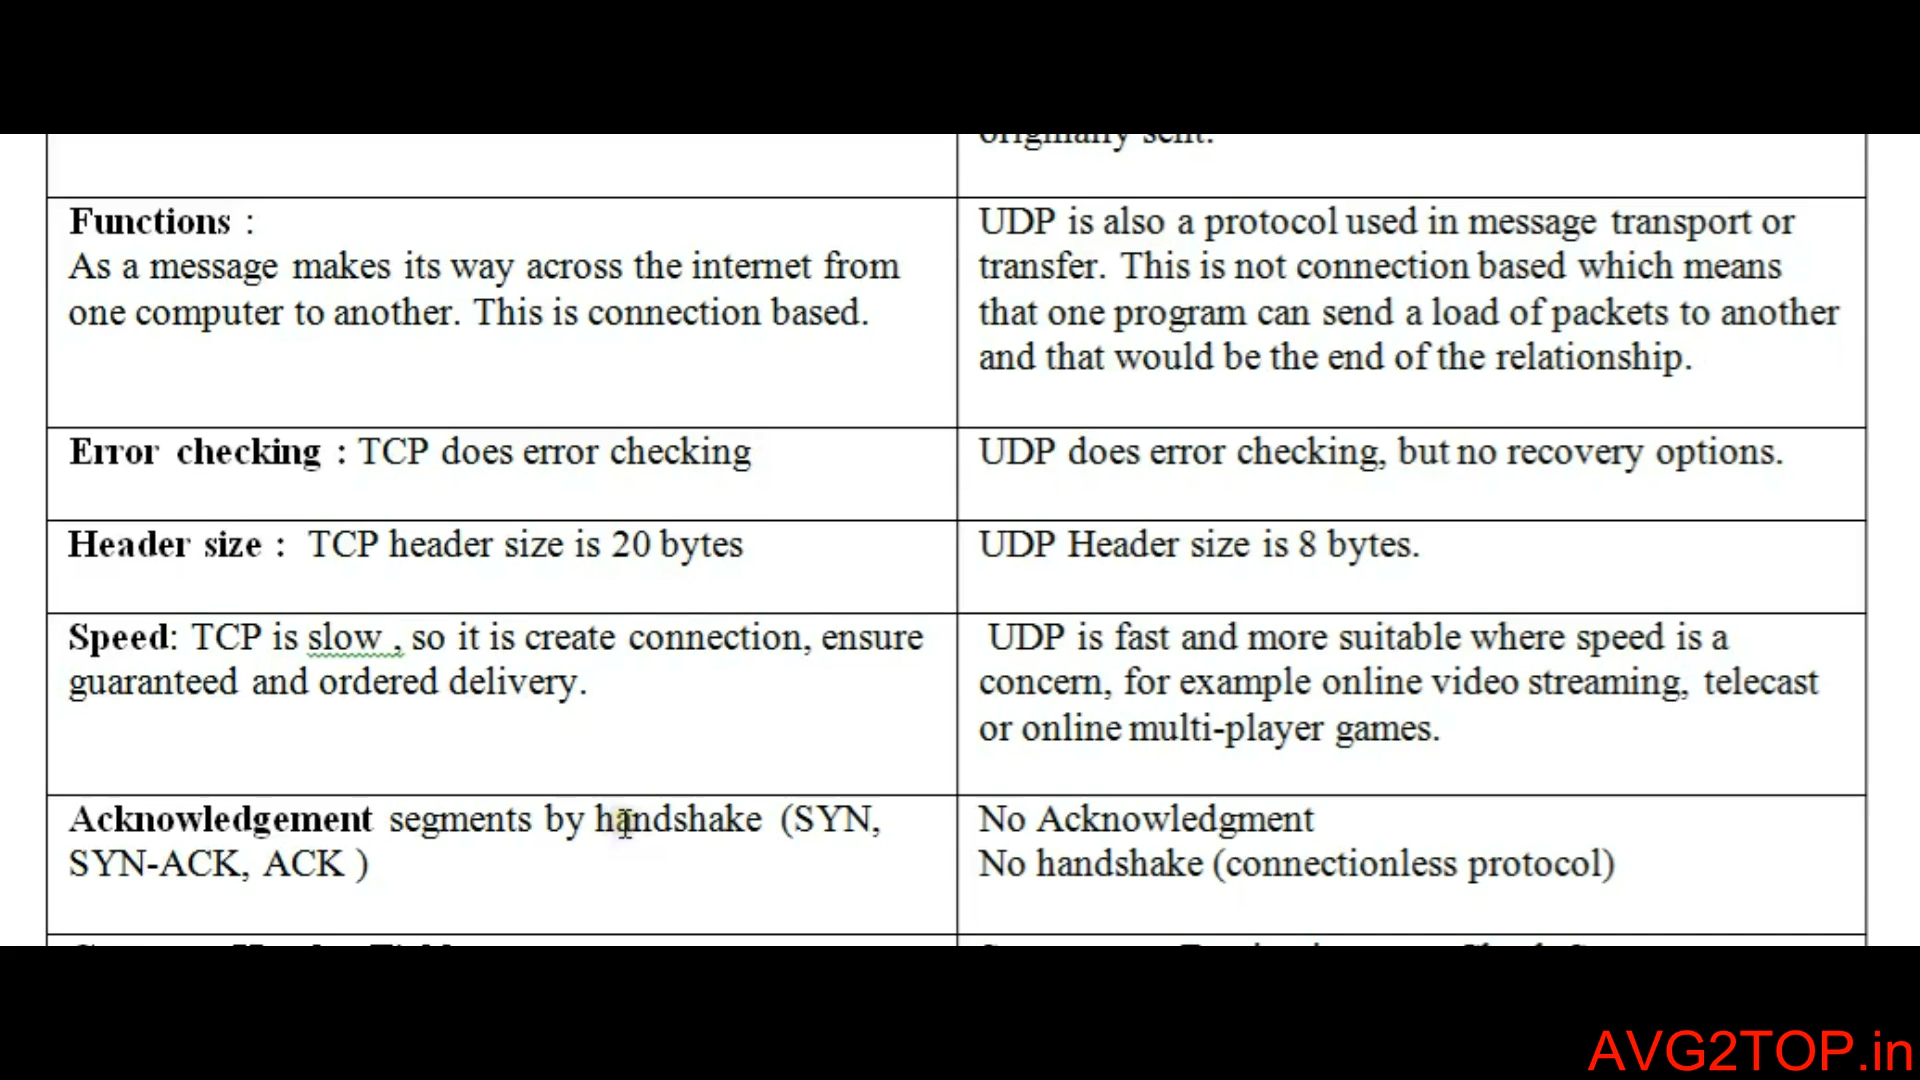 originally sent.
Functions :
As a message makes its way across the internet from
one computer to another. This is connection based.
UDP is also a protocol used in message transport or
transfer. This is not connection based which means
that one program can send a load of packets to another
and that would be the end of the relationship.
Error checking : TCP does error checking
UDP does error checking, but no recovery options.
Header size : TCP header size is 20 bytes
UDP Header size is 8 bytes.
Speed: TCP is slow , so it is create connection, ensure
guaranteed and ordered delivery.
UDP is fast and more suitable where speed is a
concern, for example online video streaming, telecast
or online multi-player games.
Acknowledgement segments by handshake (SYN,
SYN-ACK, ACK )
No Acknowledgment
No handshake (connectionless protocol)
AVG2TOP.in